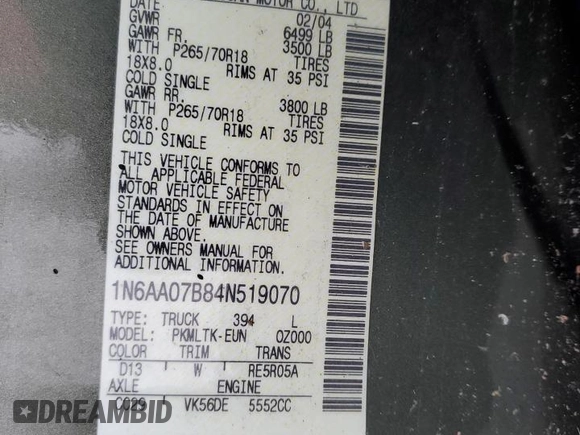 MOTOR CO., LTD
DATE 02/04
GVWR 6499 LB
GAWR FR. 3500 LB
WITH P265/70R18 TIRES
18X8.0 RIMS AT 35 PSI
COLD SINGLE
GAWR RR. 3800 LB
WITH P265/70R18 TIRES
18X8.0 RIMS AT 35 PSI
COLD SINGLE
THIS VEHICLE CONFORMS TO
ALL APPLICABLE FEDERAL
MOTOR VEHICLE SAFETY
STANDARDS IN EFFECT ON
THE DATE OF MANUFACTURE
SHOWN ABOVE.
SEE OWNERS MANUAL FOR
ADDITIONAL INFORMATION
1N6AA07B84N519070
TYPE: TRUCK 394 L
MODEL: PKMLTK-EUN 0Z000
COLOR TRIM TRANS
D13 W RE5R05A
AXLE ENGINE
C029 VK56DE 5552CC
DREAMBID